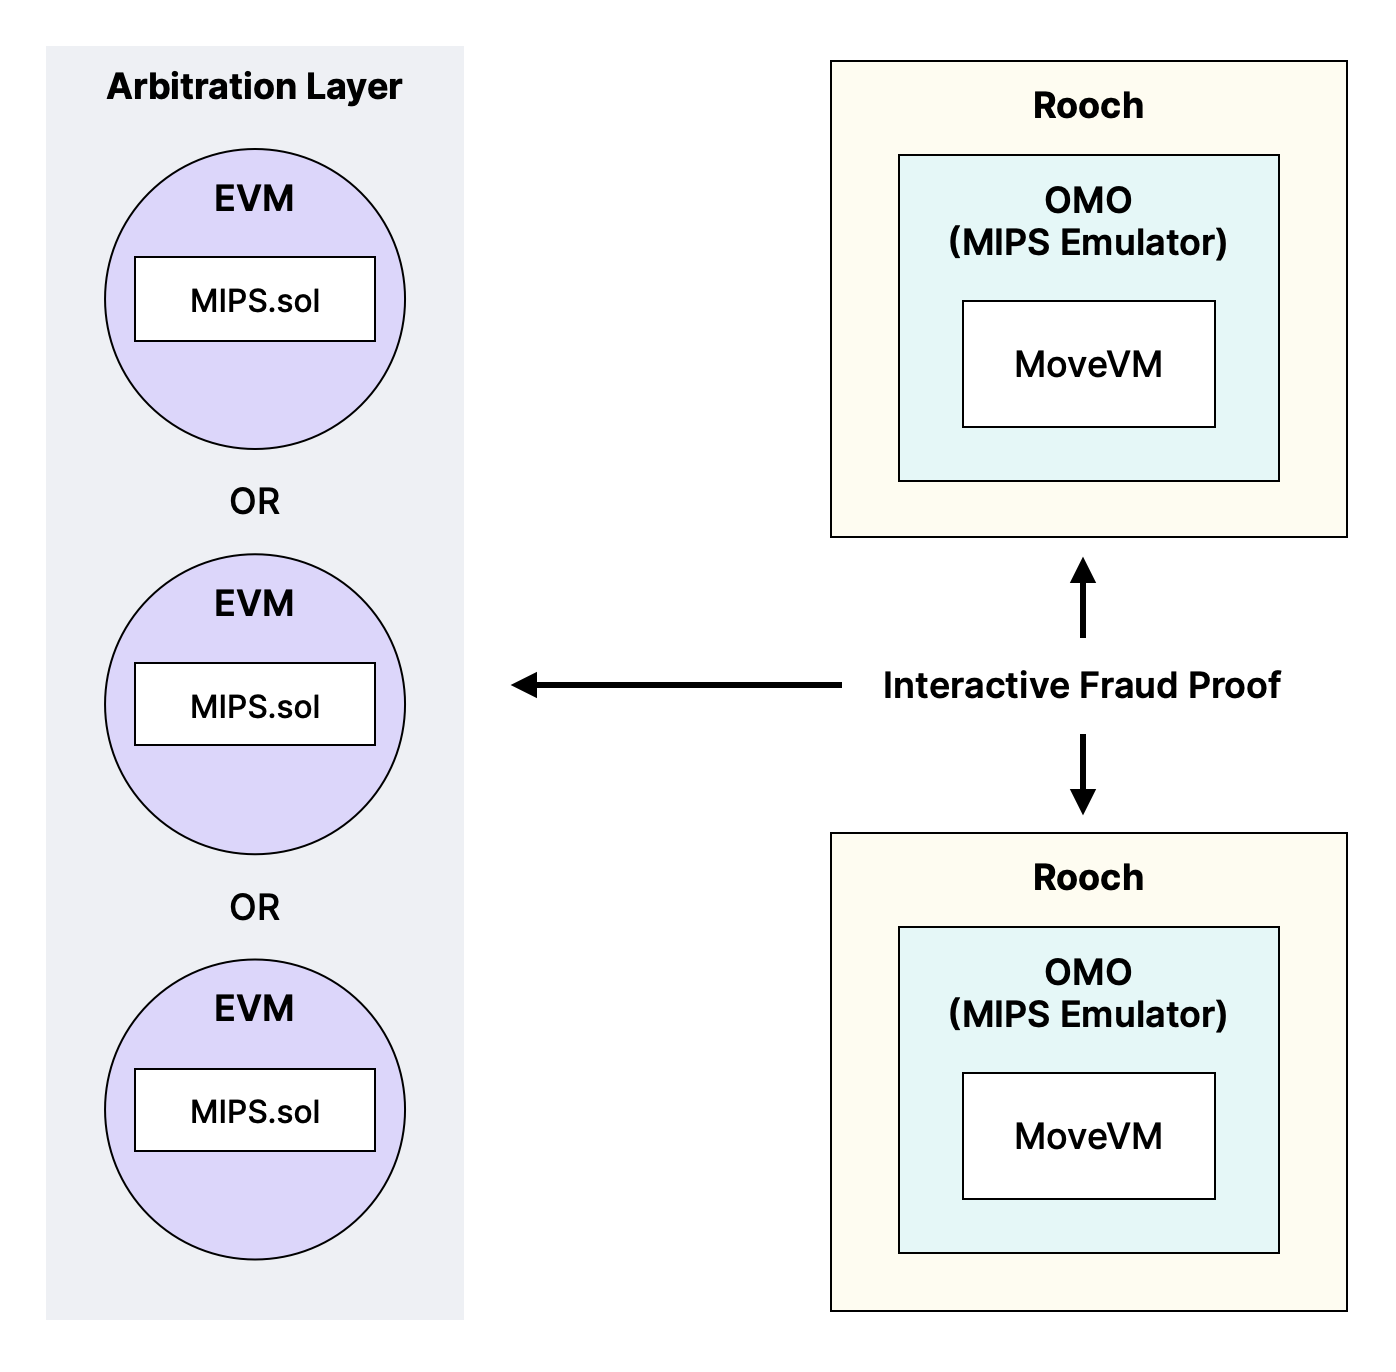 Arbitration Layer
EVM
MIPS.sol
OR
EVM
MIPS.sol
OR
EVM
MIPS.sol
Rooch
OMO
(MIPS Emulator)
MoveVM
Interactive Fraud Proof
Rooch
OMO
(MIPS Emulator)
MoveVM